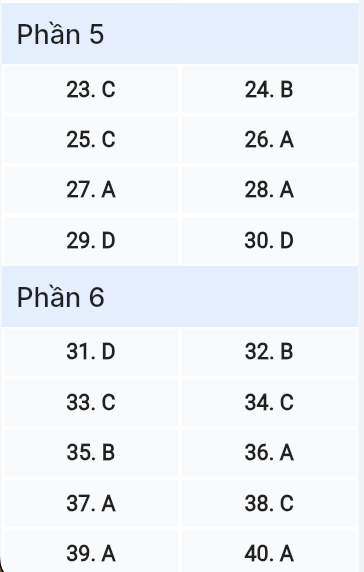 Phần 5
23. C 24. B
25. C 26. A
27. A 28. A
29. D 30. D
Phần 6
31. D 32. B
33. C 34. C
35. B 36. A
37. A 38. C
39. A 40. A